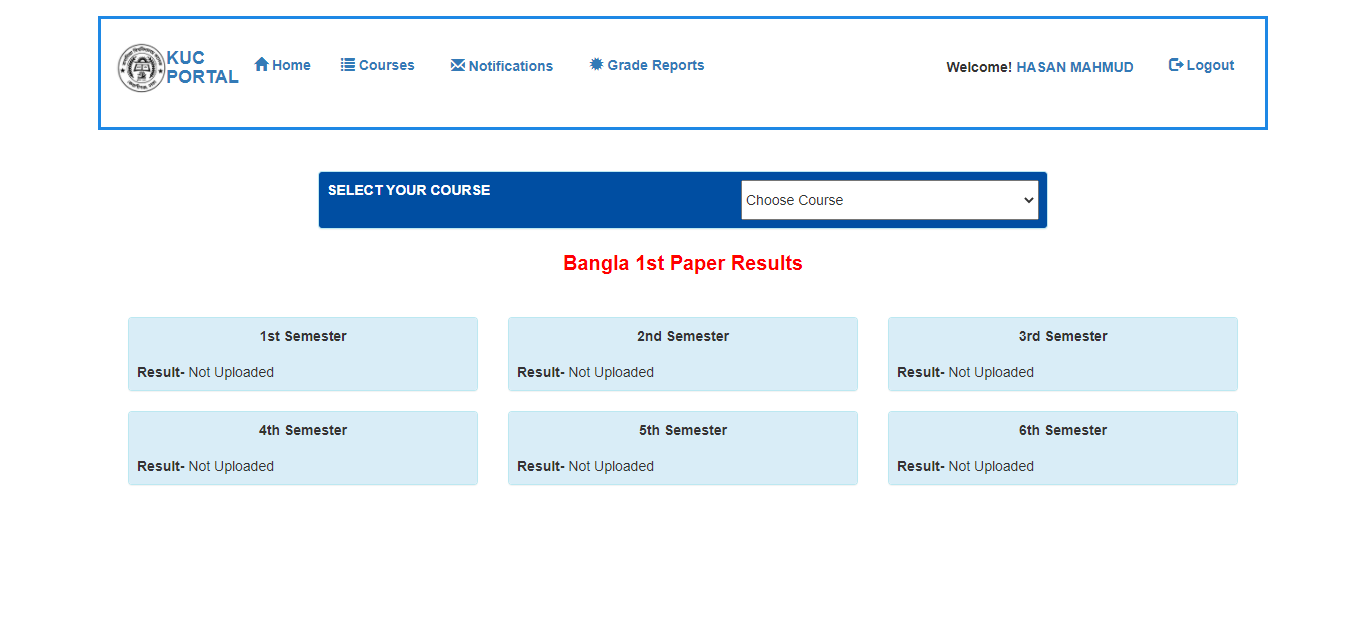 KUC
PORTAL
Home
Courses
Notifications
Grade Reports
Welcome! HASAN MAHMUD
Logout
SELECT YOUR COURSE
Choose Course
Bangla 1st Paper Results
1st Semester
Result- Not Uploaded
2nd Semester
Result- Not Uploaded
3rd Semester
Result- Not Uploaded
4th Semester
Result- Not Uploaded
5th Semester
Result- Not Uploaded
6th Semester
Result- Not Uploaded